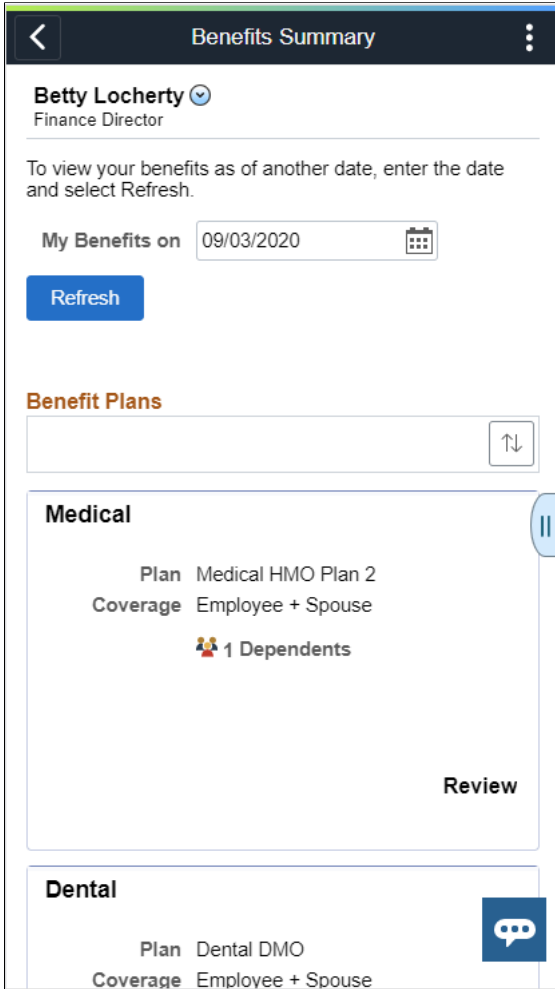 Benefits Summary
Betty Locherty
Finance Director
To view your benefits as of another date, enter the date
and select Refresh.
My Benefits on 09/03/2020
Refresh
Benefit Plans
Medical
Plan Medical HMO Plan 2
Coverage Employee + Spouse
1 Dependents
Review
Dental
Plan Dental DMO
Coverage Employee + Spouse